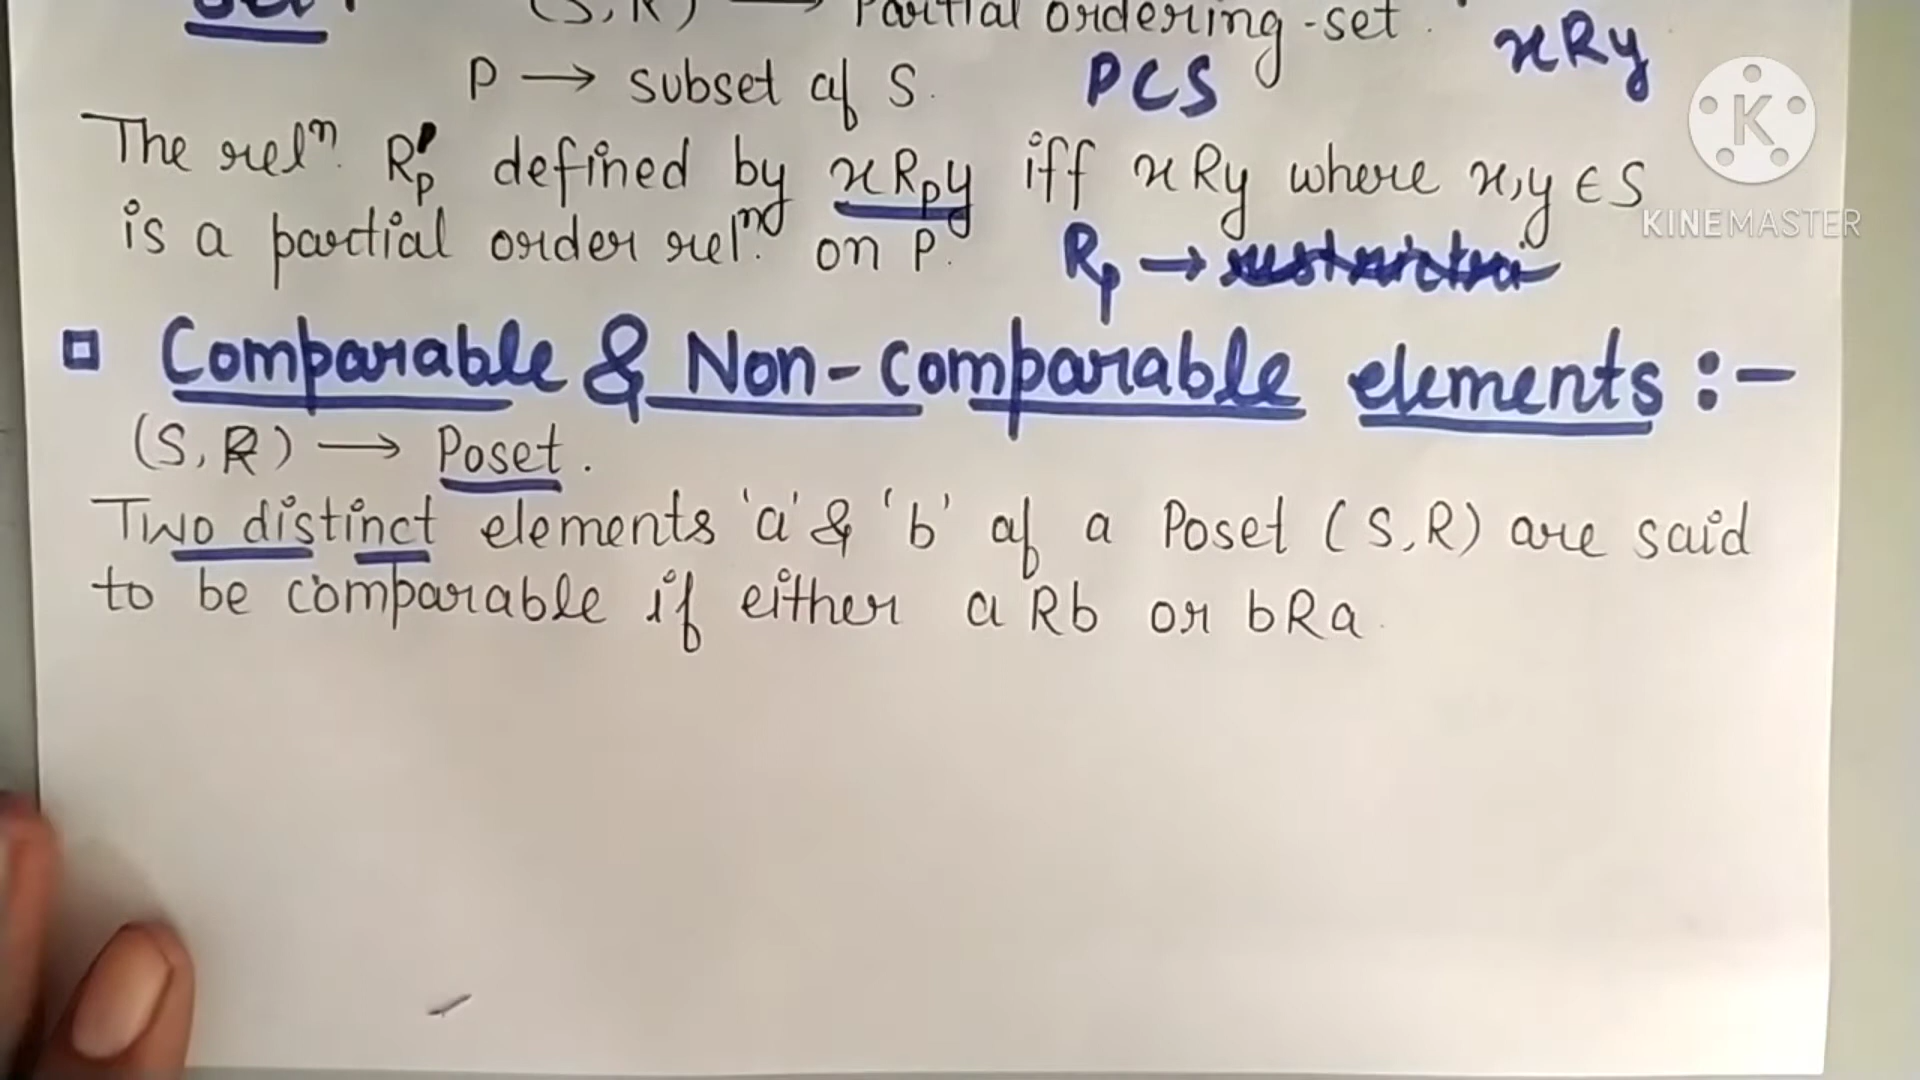 Set :
(S, R) → Partial ordering-set.
xRy
P → subset of S.
PCS
The relⁿ. R'p defined by xRpy iff xRy where x,y ∈ S
is a partial order relⁿ. on P.
Rp →
K
KINEMASTER
Comparable & Non-comparable elements :-
(S, R) → Poset.
Two distinct elements 'a' & 'b' of a Poset (S,R) are said
to be comparable if either aRb or bRa.